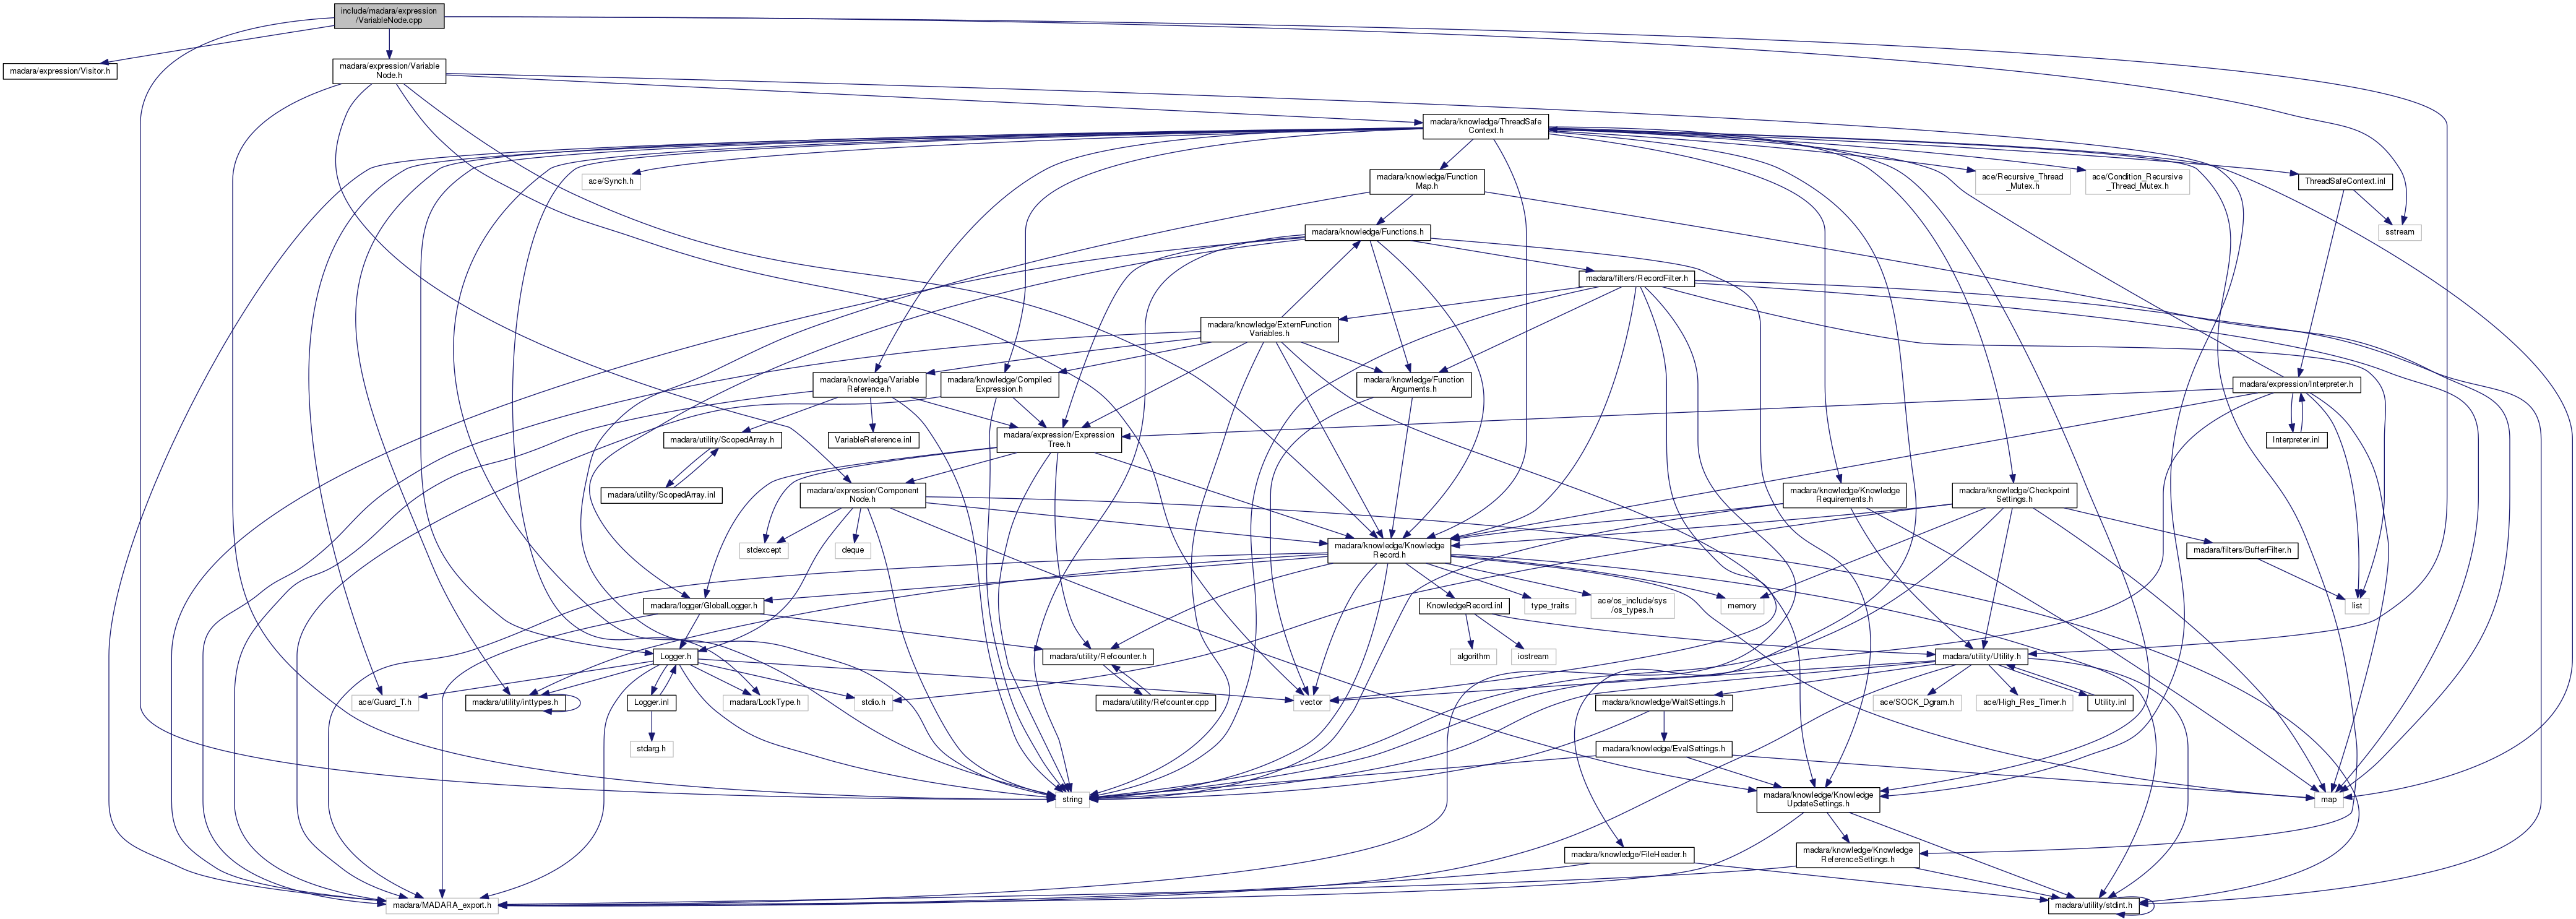 include/madara/expression
/VariableNode.cpp
madara/expression/Visitor.h
madara/expression/Variable
Node.h
madara/knowledge/ThreadSafe
Context.h
ace/Synch.h
madara/knowledge/Function
Map.h
ace/Recursive_Thread
_Mutex.h
ace/Condition_Recursive
_Thread_Mutex.h
ThreadSafeContext.inl
madara/knowledge/Functions.h
sstream
madara/filters/RecordFilter.h
madara/knowledge/ExternFunction
Variables.h
madara/knowledge/Variable
Reference.h
madara/knowledge/Compiled
Expression.h
madara/knowledge/Function
Arguments.h
madara/expression/Interpreter.h
madara/utility/ScopedArray.h
VariableReference.inl
madara/expression/Expression
Tree.h
Interpreter.inl
madara/utility/ScopedArray.inl
madara/expression/Component
Node.h
madara/knowledge/Knowledge
Requirements.h
madara/knowledge/Checkpoint
Settings.h
stdexcept
deque
madara/knowledge/Knowledge
Record.h
madara/filters/BufferFilter.h
madara/logger/GlobalLogger.h
KnowledgeRecord.inl
type_traits
ace/os_include/sys
/os_types.h
memory
list
Logger.h
madara/utility/Refcounter.h
algorithm
iostream
madara/utility/Utility.h
ace/Guard_T.h
madara/utility/inttypes.h
Logger.inl
madara/LockType.h
stdio.h
madara/utility/Refcounter.cpp
vector
madara/knowledge/WaitSettings.h
ace/SOCK_Dgram.h
ace/High_Res_Timer.h
Utility.inl
stdarg.h
madara/knowledge/EvalSettings.h
string
madara/knowledge/Knowledge
UpdateSettings.h
map
madara/knowledge/FileHeader.h
madara/knowledge/Knowledge
ReferenceSettings.h
madara/MADARA_export.h
madara/utility/stdint.h